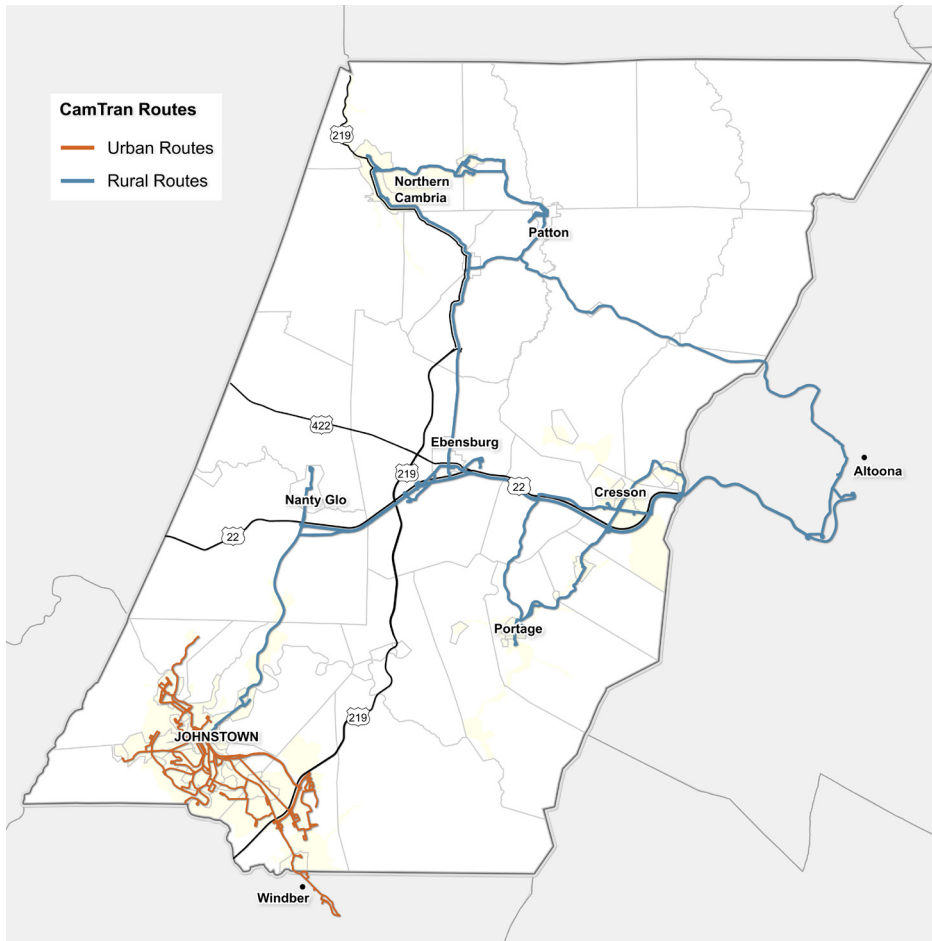 CamTran Routes
Urban Routes
Rural Routes
219
Northern
Cambria
Patton
422
Ebensburg
219
22
Cresson
Altoona
Nanty Glo
22
Portage
219
JOHNSTOWN
Windber